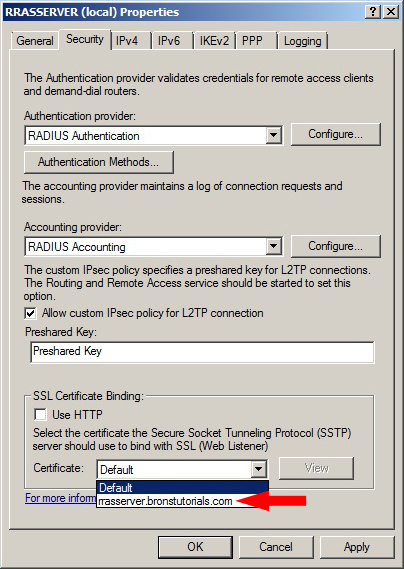 RRASSERVER (local) Properties
General Security IPv4 IPv6 IKEv2 PPP Logging
The Authentication provider validates credentials for remote access clients
and demand-dial routers.
Authentication provider:
RADIUS Authentication
Configure...
Authentication Methods...
The accounting provider maintains a log of connection requests and
sessions.
Accounting provider:
RADIUS Accounting
Configure...
The custom IPsec policy specifies a preshared key for L2TP connections.
The Routing and Remote Access service should be started to set this
option.
Allow custom IPsec policy for L2TP connection
Preshared Key:
Preshared Key
SSL Certificate Binding:
Use HTTP
Select the certificate the Secure Socket Tunneling Protocol (SSTP)
server should use to bind with SSL (Web Listener)
Certificate: Default View
Default
rrasserver.bronstutorials.com
For more inform
OK Cancel Apply